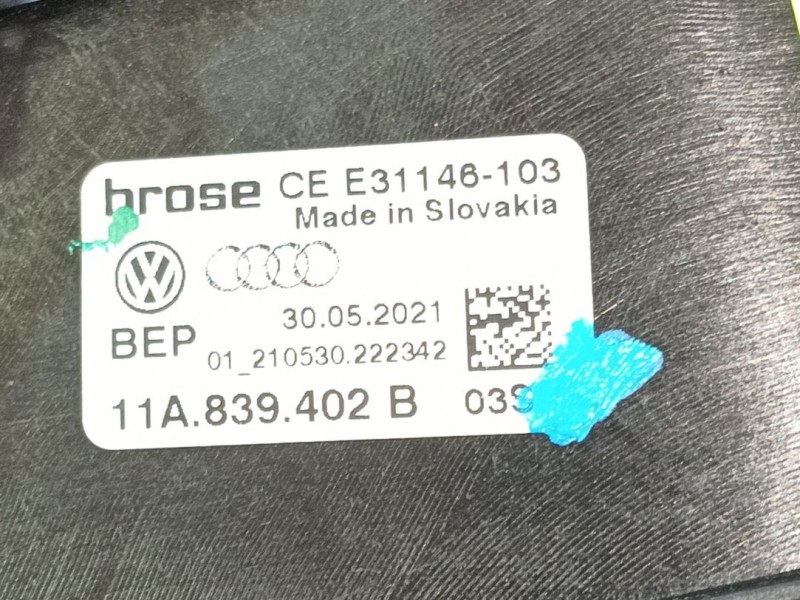 brose CE E31146-103
Made in Slovakia
BEP
30.05.2021
01_210530.222342
11A.839.402 B